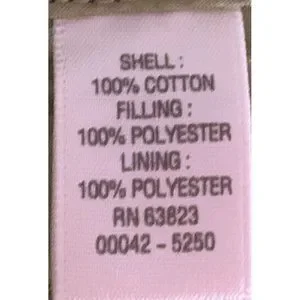 SHELL :
100% COTTON
FILLING :
100% POLYESTER
LINING :
100% POLYESTER
RN 63823
00042 - 5250